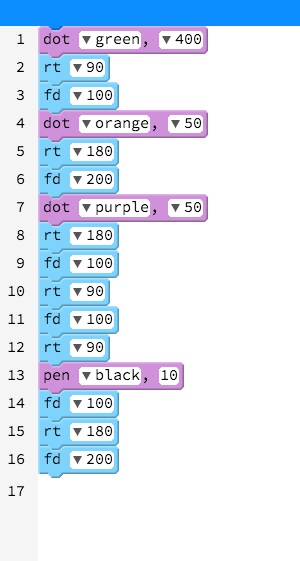 1 dot ▼green, ▼400
2 rt ▼90
3 fd ▼100
4 dot ▼orange, ▼50
5 rt ▼180
6 fd ▼200
7 dot ▼purple, ▼50
8 rt ▼180
9 fd ▼100
10 rt ▼90
11 fd ▼100
12 rt ▼90
13 pen ▼black, 10
14 fd ▼100
15 rt ▼180
16 fd ▼200
17